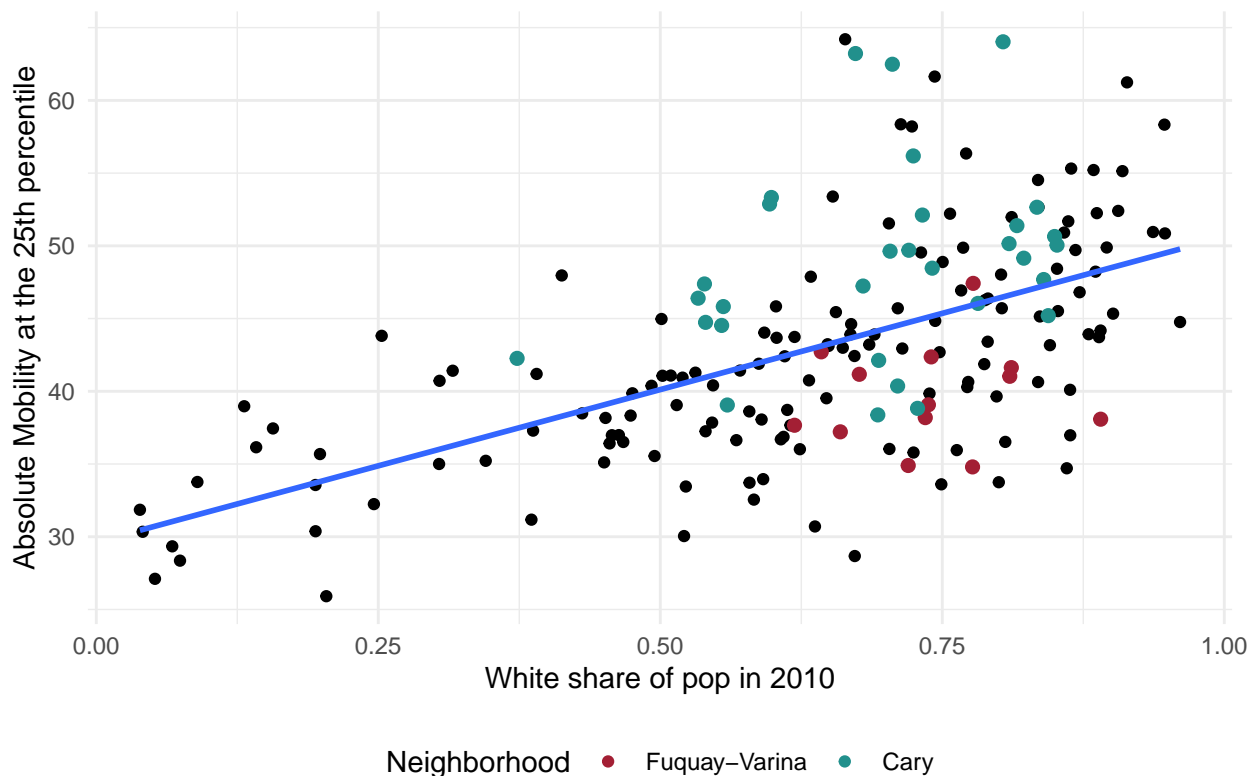 Absolute Mobility at the 25th percentile
60
50
40
30
0.00 0.25 0.50 0.75 1.00
White share of pop in 2010
Neighborhood Fuquay−Varina Cary